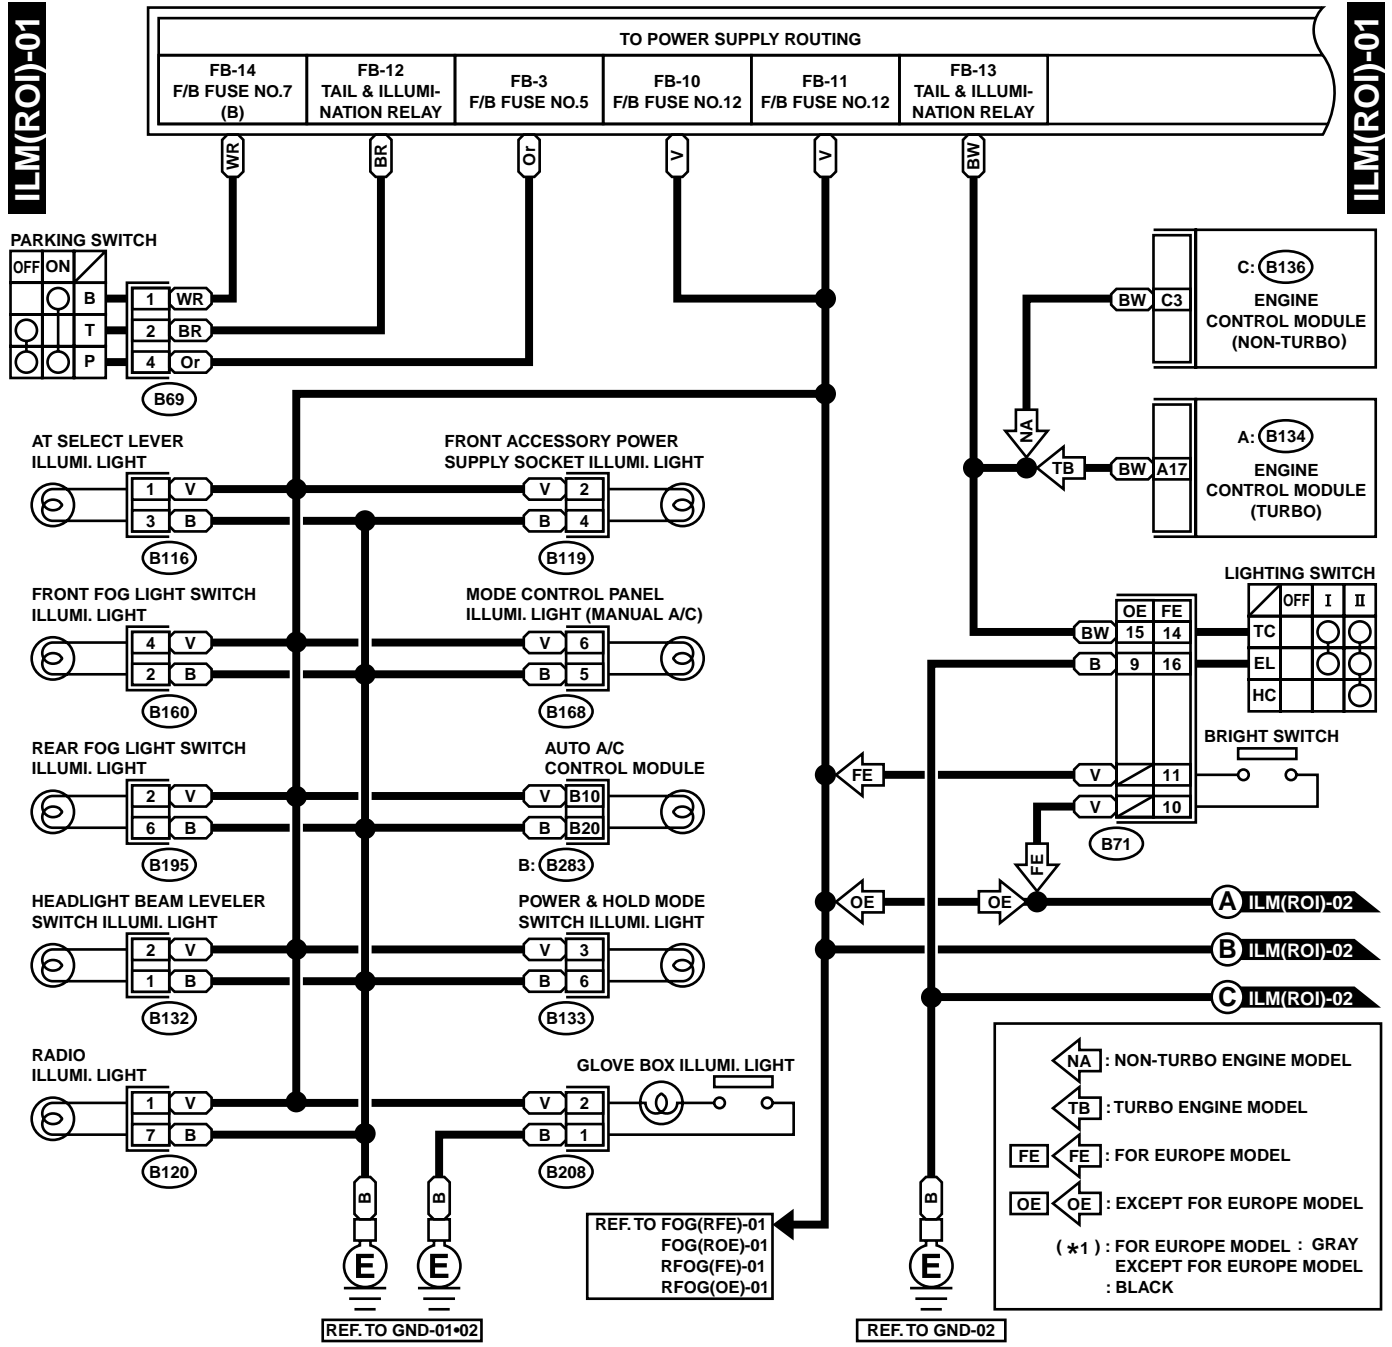 ILM(ROI)-01
ILM(ROI)-01
TO POWER SUPPLY ROUTING
FB-14
F/B FUSE NO.7
(B)
FB-12
TAIL & ILLUMI-
NATION RELAY
FB-3
F/B FUSE NO.5
FB-10
F/B FUSE NO.12
FB-11
F/B FUSE NO.12
FB-13
TAIL & ILLUMI-
NATION RELAY
WR
BR
Or
V
V
BW
PARKING SWITCH
OFF ON
B 1 WR
T 2 BR
P 4 Or
B69
C: B136
BW C3
ENGINE
CONTROL MODULE
(NON-TURBO)
NA
TB
A: B134
BW A17
ENGINE
CONTROL MODULE
(TURBO)
AT SELECT LEVER
ILLUMI. LIGHT
1 V
3 B
B116
FRONT ACCESSORY POWER
SUPPLY SOCKET ILLUMI. LIGHT
V 2
B 4
B119
FRONT FOG LIGHT SWITCH
ILLUMI. LIGHT
4 V
2 B
B160
MODE CONTROL PANEL
ILLUMI. LIGHT (MANUAL A/C)
V 6
B 5
B168
LIGHTING SWITCH
OFF I II
TC
EL
HC
OE FE
BW 15 14
B 9 16
V 11
V 10
B71
BRIGHT SWITCH
REAR FOG LIGHT SWITCH
ILLUMI. LIGHT
2 V
6 B
B195
AUTO A/C
CONTROL MODULE
V B10
B B20
B: B283
FE
FE
OE
OE
HEADLIGHT BEAM LEVELER
SWITCH ILLUMI. LIGHT
2 V
1 B
B132
POWER & HOLD MODE
SWITCH ILLUMI. LIGHT
V 3
B 6
B133
A ILM(ROI)-02
B ILM(ROI)-02
C ILM(ROI)-02
RADIO
ILLUMI. LIGHT
1 V
7 B
B120
GLOVE BOX ILLUMI. LIGHT
V 2
B 1
B208
B
B
B
E
E
E
REF. TO GND-01•02
REF. TO FOG(RFE)-01
FOG(ROE)-01
RFOG(FE)-01
RFOG(OE)-01
REF. TO GND-02
NA : NON-TURBO ENGINE MODEL
TB : TURBO ENGINE MODEL
FE FE : FOR EUROPE MODEL
OE OE : EXCEPT FOR EUROPE MODEL
(*1) : FOR EUROPE MODEL : GRAY
EXCEPT FOR EUROPE MODEL
: BLACK